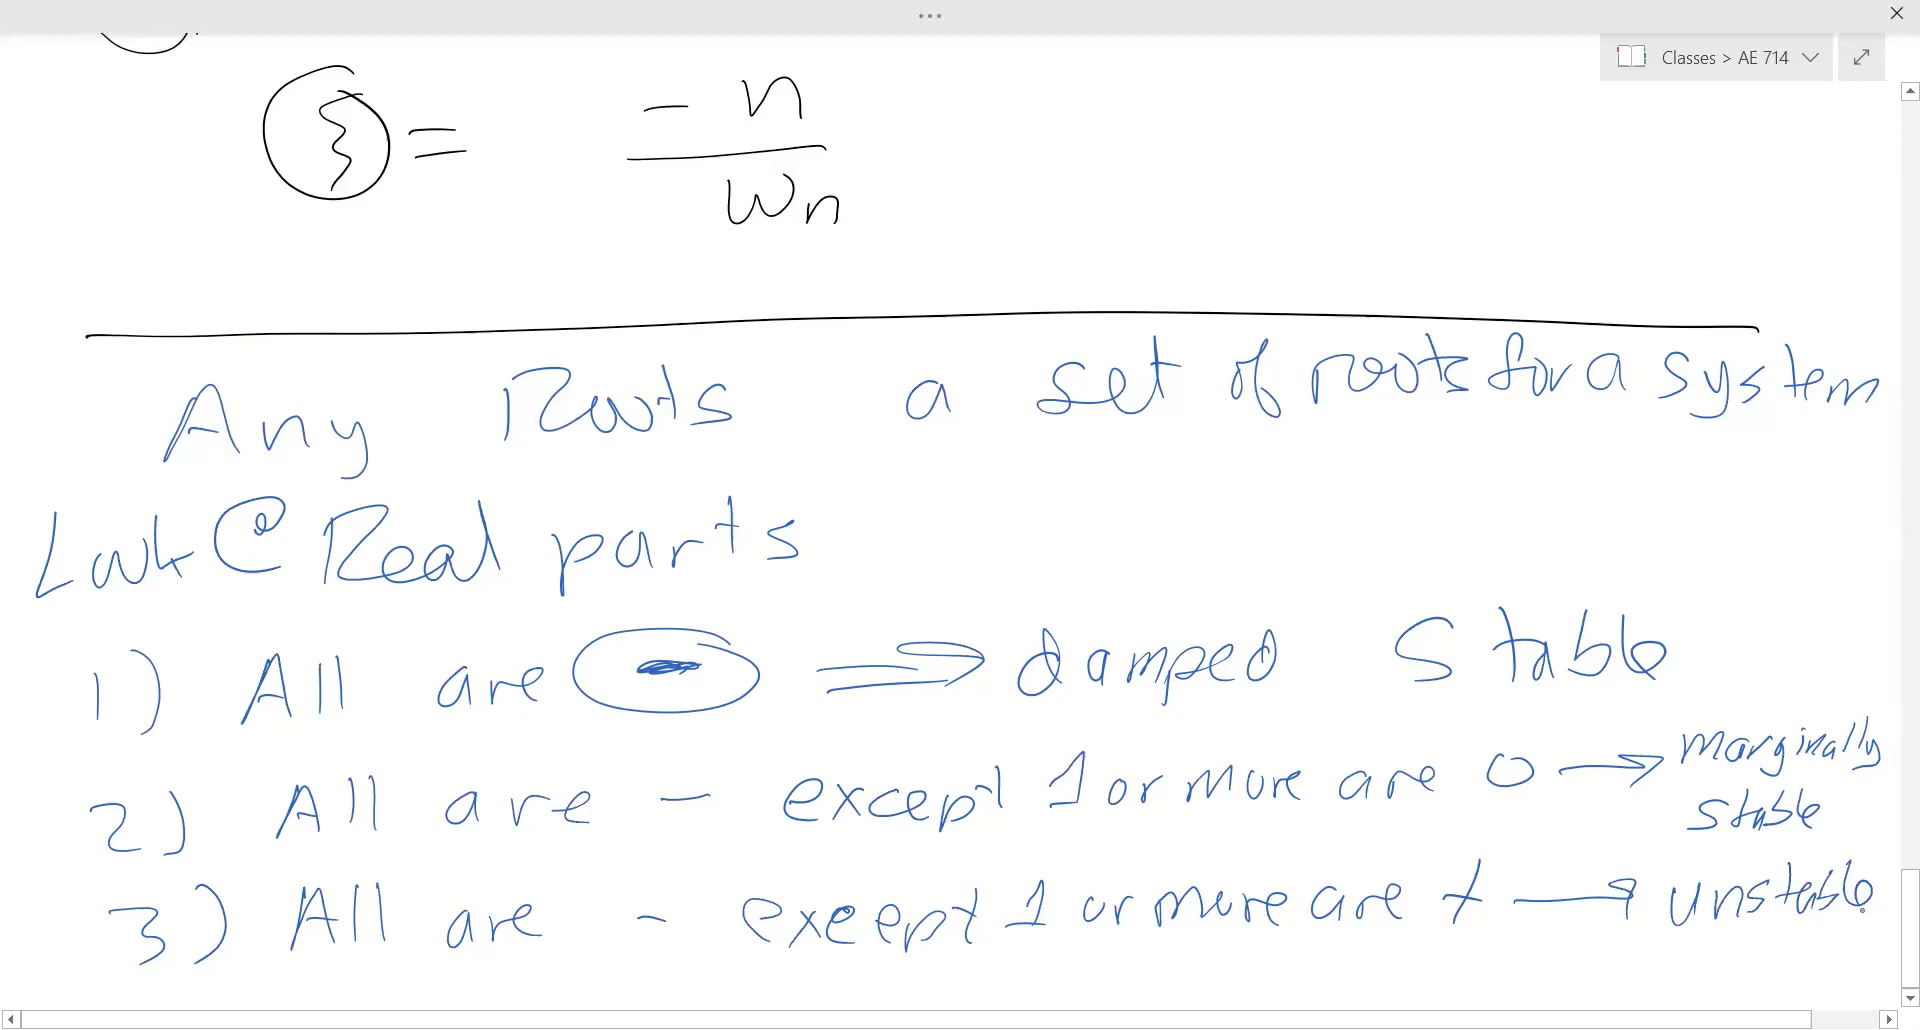 Classes > AE 714
ξ = -n / ωn
Any Roots a set of roots for a system
Look @ Real parts
1) All are - ⇒ damped Stable
2) All are - except 1 or more are 0 → marginally stable
3) All are - exeept 1 or more are + → unstable